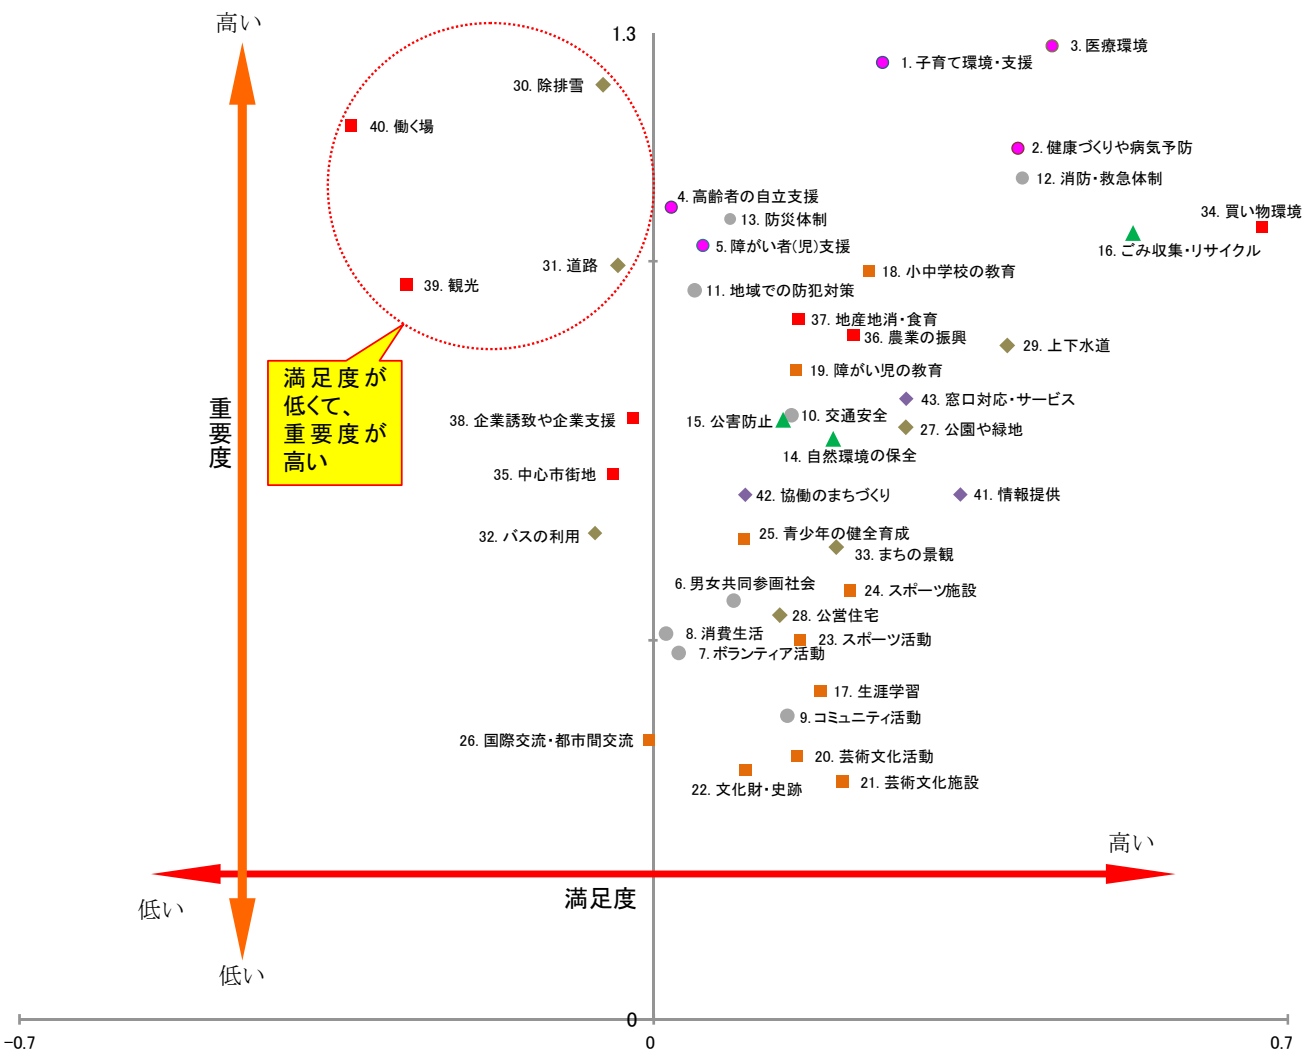 高い
1.3
3. 医療環境
1. 子育て環境・支援
30. 除排雪
40. 働く場
2. 健康づくりや病気予防
12. 消防・救急体制
4. 高齢者の自立支援
34. 買い物環境
13. 防災体制
5. 障がい者(児)支援
16. ごみ収集・リサイクル
31. 道路
18. 小中学校の教育
39. 観光
11. 地域での防犯対策
37. 地産地消・食育
36. 農業の振興
29. 上下水道
満足度が
低くて、
重要度が
高い
19. 障がい児の教育
重要度
43. 窓口対応・サービス
38. 企業誘致や企業支援
15. 公害防止
10. 交通安全
27. 公園や緑地
14. 自然環境の保全
35. 中心市街地
42. 協働のまちづくり
41. 情報提供
32. バスの利用
25. 青少年の健全育成
33. まちの景観
6. 男女共同参画社会
24. スポーツ施設
28. 公営住宅
8. 消費生活
23. スポーツ活動
7. ボランティア活動
17. 生涯学習
9. コミュニティ活動
26. 国際交流・都市間交流
20. 芸術文化活動
22. 文化財・史跡
21. 芸術文化施設
高い
満足度
低い
低い
0
-0.7
0
0.7